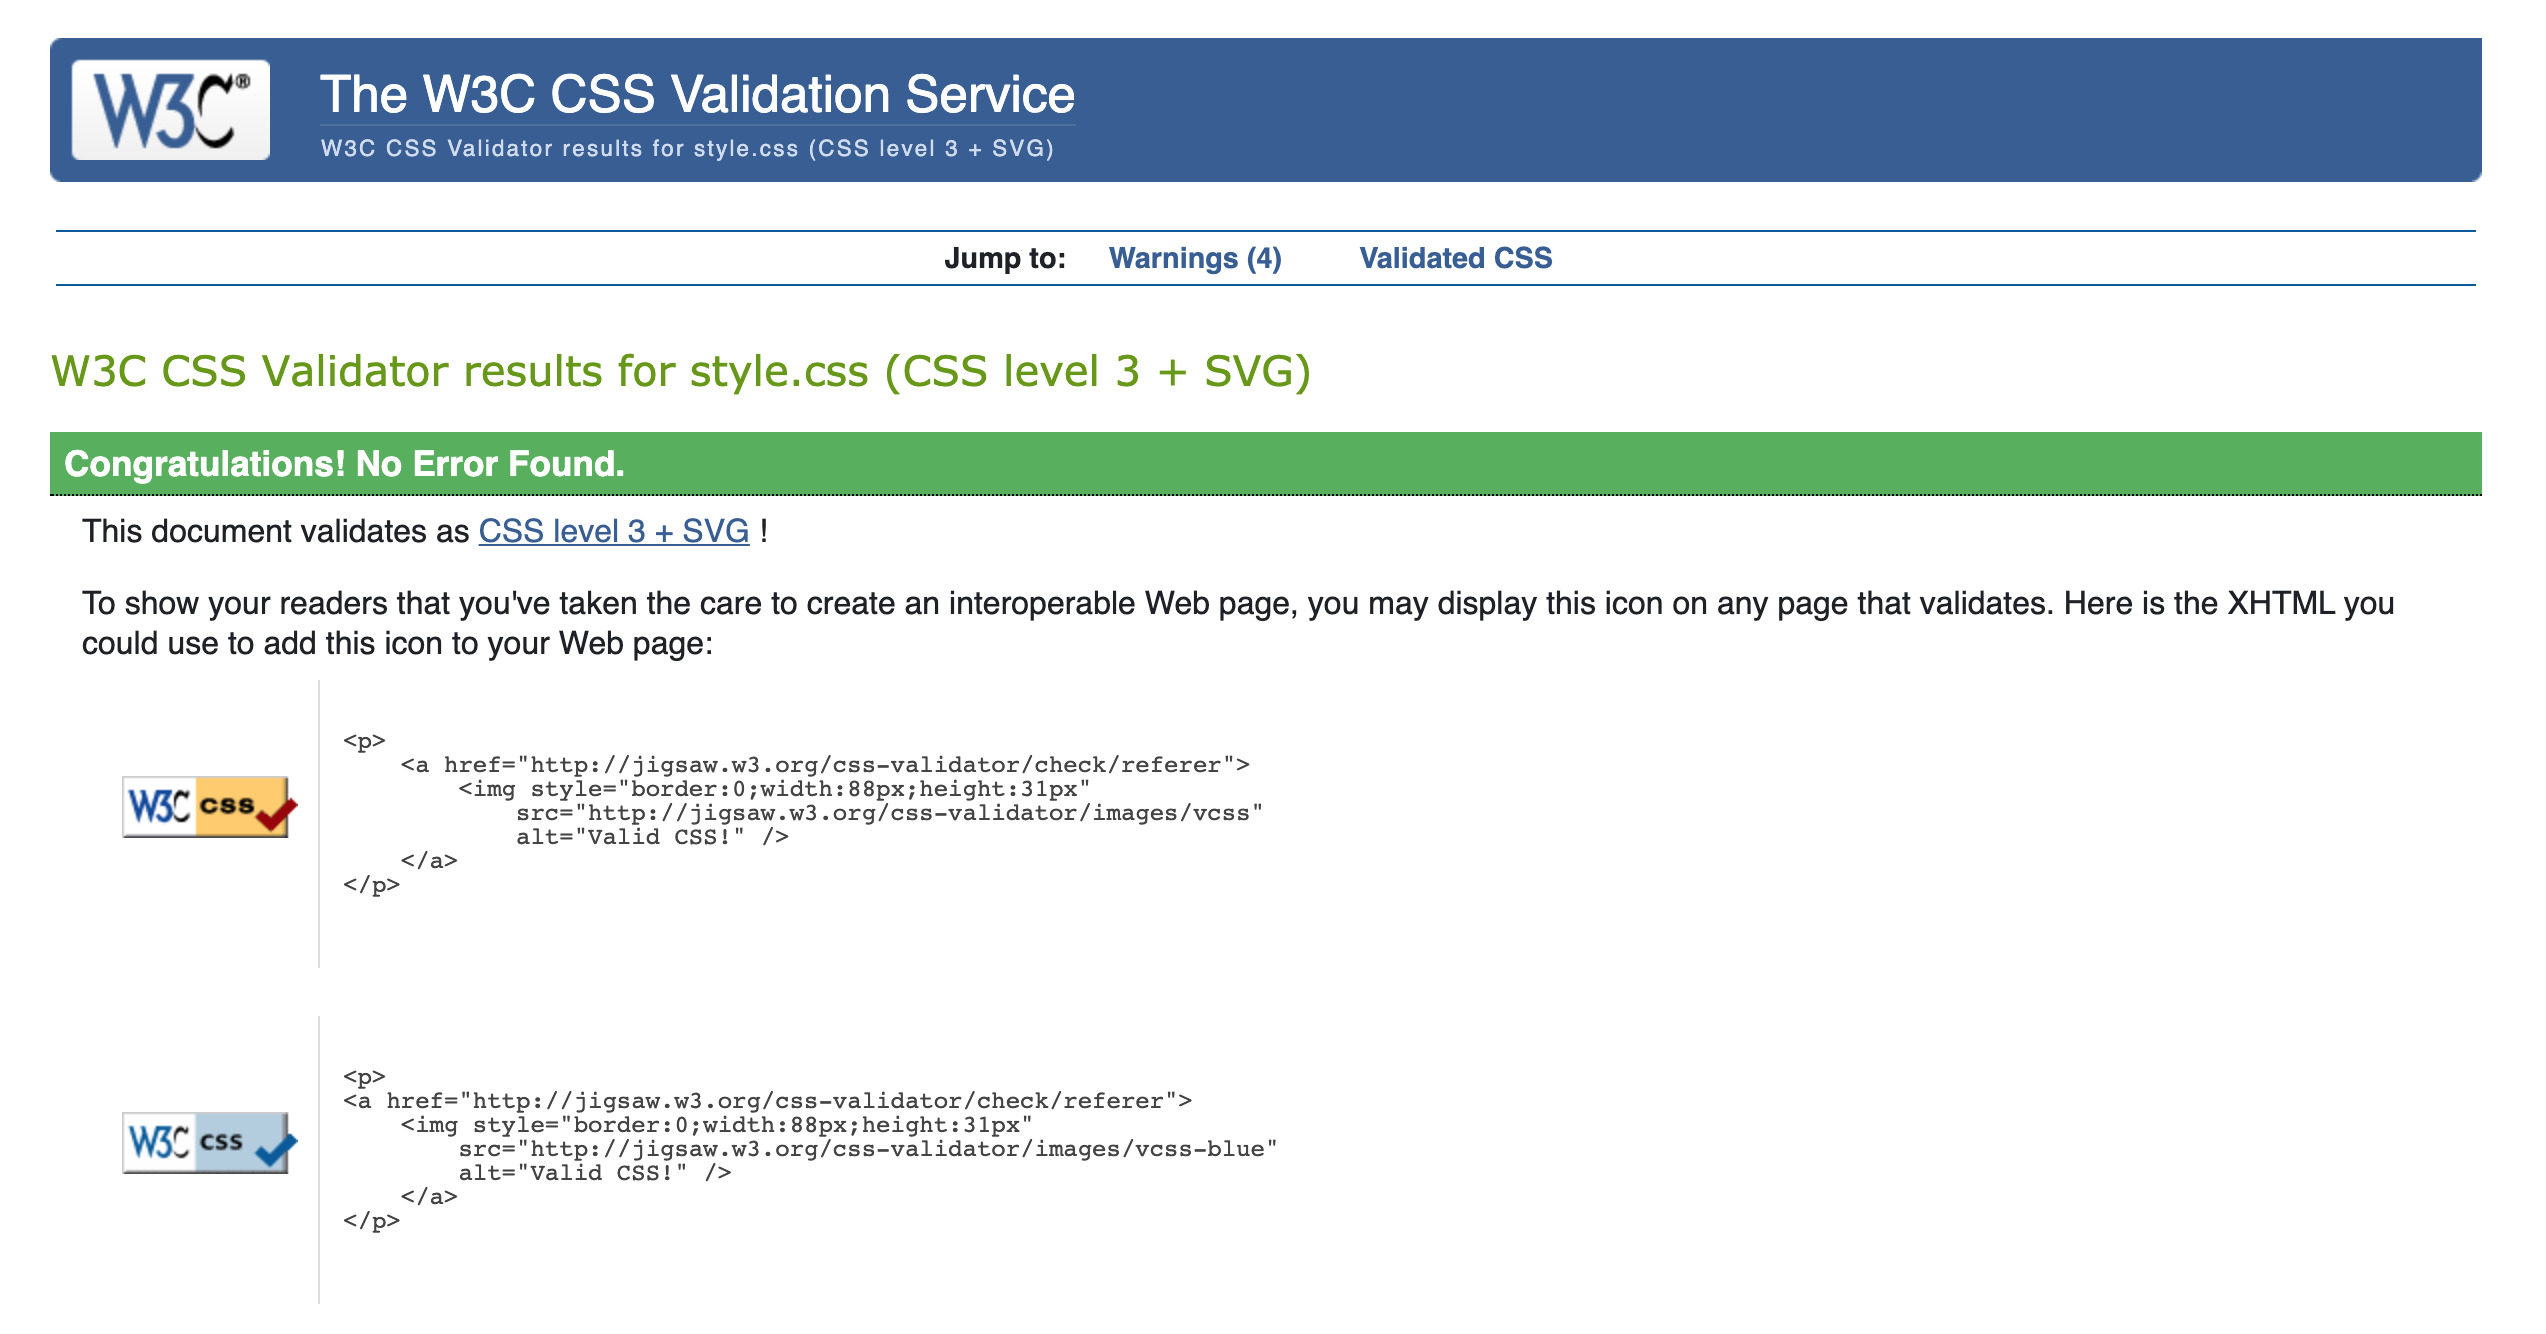 W3C®
The W3C CSS Validation Service
W3C CSS Validator results for style.css (CSS level 3 + SVG)
Jump to: Warnings (4) Validated CSS
W3C CSS Validator results for style.css (CSS level 3 + SVG)
Congratulations! No Error Found.
This document validates as CSS level 3 + SVG !
To show your readers that you've taken the care to create an interoperable Web page, you may display this icon on any page that validates. Here is the XHTML you
could use to add this icon to your Web page:
W3C css
<p>
    <a href="http://jigsaw.w3.org/css-validator/check/referer">
        <img style="border:0;width:88px;height:31px"
            src="http://jigsaw.w3.org/css-validator/images/vcss"
            alt="Valid CSS!" />
    </a>
</p>
W3C css
<p>
<a href="http://jigsaw.w3.org/css-validator/check/referer">
    <img style="border:0;width:88px;height:31px"
        src="http://jigsaw.w3.org/css-validator/images/vcss-blue"
        alt="Valid CSS!" />
    </a>
</p>